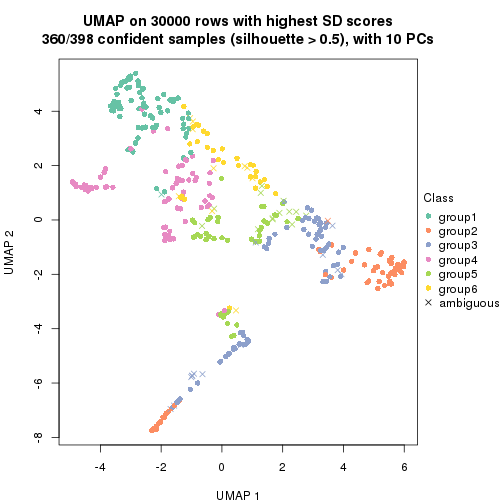 UMAP on 30000 rows with highest SD scores
360/398 confident samples (silhouette > 0.5), with 10 PCs
4
2
0
-2
-4
-6
-8
UMAP 2
-4
-2
0
2
4
6
UMAP 1
Class
group1
group2
group3
group4
group5
group6
ambiguous